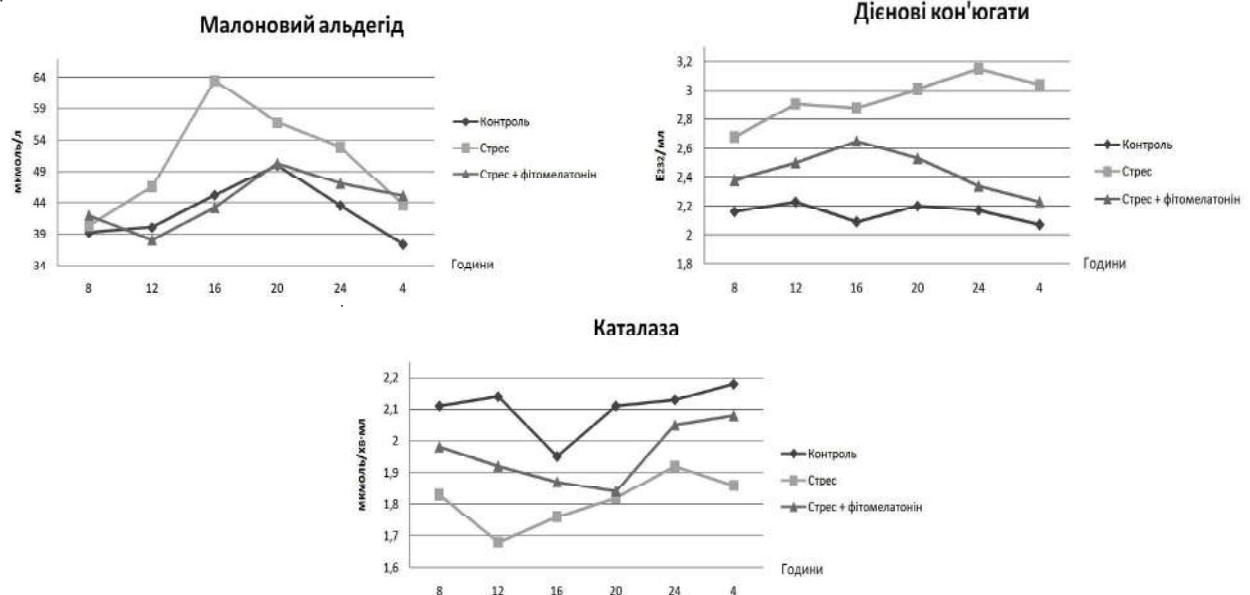 Малоновий альдегід
мкмоль/л
64
59
54
49
44
39
34
8 12 16 20 24 4
Години
Контроль
Стрес
Стрес + фітомелатонін
Дієнові кон'югати
E232/мл
3,2
3
2,8
2,6
2,4
2,2
2
1,8
8 12 16 20 24 4
Години
Контроль
Стрес
Стрес + фітомелатонін
Каталаза
мкмоль/хв·мл
2,2
2,1
2
1,9
1,8
1,7
1,6
8 12 16 20 24 4
Години
Контроль
Стрес
Стрес + фітомелатонін